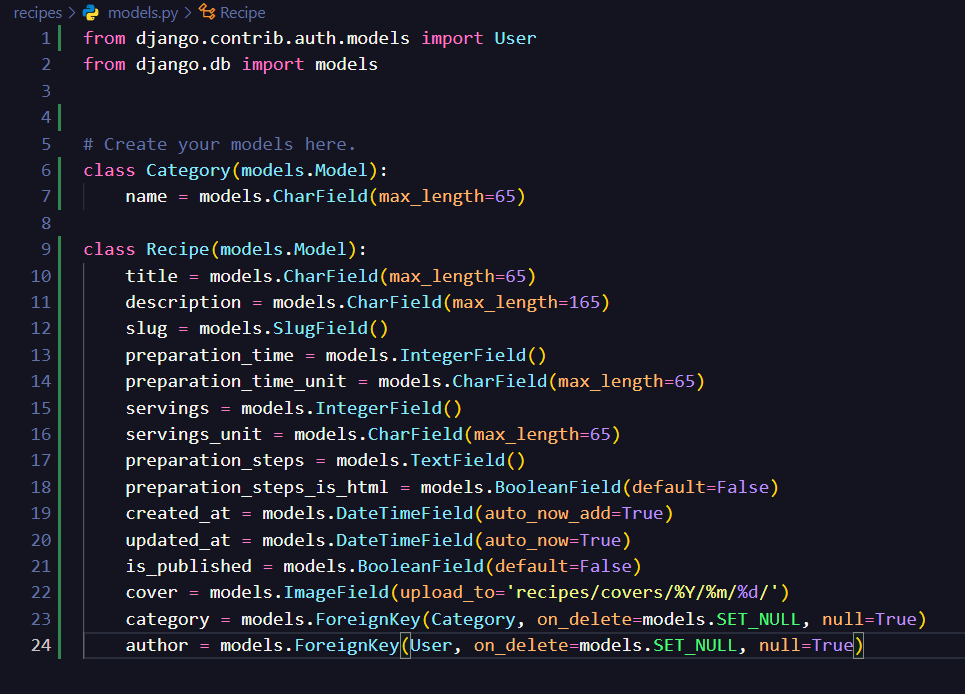 recipes > models.py > Recipe
1 from django.contrib.auth.models import User
2 from django.db import models
3
4
5 # Create your models here.
6 class Category(models.Model):
7     name = models.CharField(max_length=65)
8
9 class Recipe(models.Model):
10     title = models.CharField(max_length=65)
11     description = models.CharField(max_length=165)
12     slug = models.SlugField()
13     preparation_time = models.IntegerField()
14     preparation_time_unit = models.CharField(max_length=65)
15     servings = models.IntegerField()
16     servings_unit = models.CharField(max_length=65)
17     preparation_steps = models.TextField()
18     preparation_steps_is_html = models.BooleanField(default=False)
19     created_at = models.DateTimeField(auto_now_add=True)
20     updated_at = models.DateTimeField(auto_now=True)
21     is_published = models.BooleanField(default=False)
22     cover = models.ImageField(upload_to='recipes/covers/%Y/%m/%d/')
23     category = models.ForeignKey(Category, on_delete=models.SET_NULL, null=True)
24     author = models.ForeignKey(User, on_delete=models.SET_NULL, null=True)